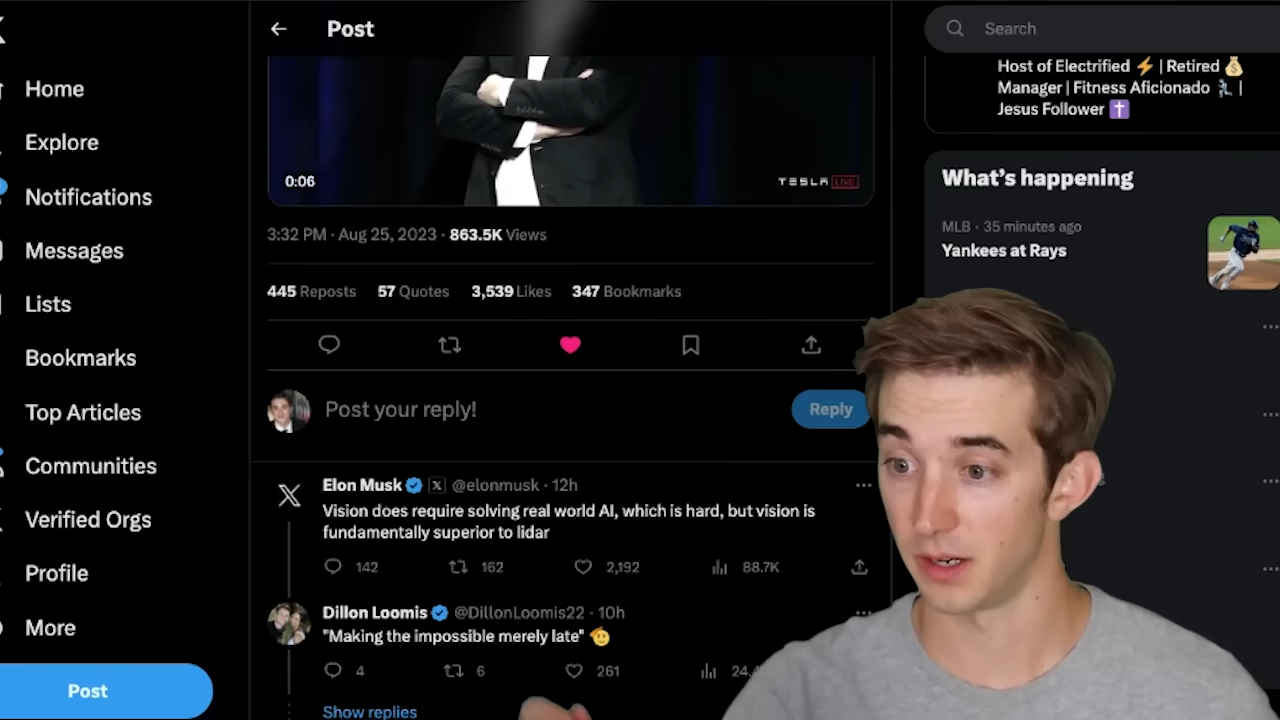 Home
Explore
Notifications
Messages
Lists
Bookmarks
Top Articles
Communities
Verified Orgs
Profile
More
Post
Post
0:06
TESLA LIVE
3:32 PM · Aug 25, 2023 · 863.5K Views
445 Reposts 57 Quotes 3,539 Likes 347 Bookmarks
Post your reply!
Reply
Elon Musk @elonmusk · 12h
Vision does require solving real world AI, which is hard, but vision is
fundamentally superior to lidar
142 162 2,192 88.7K
Dillon Loomis @DillonLoomis22 · 10h
"Making the impossible merely late" 🫡
4 6 261
Show replies
Search
Host of Electrified ⚡ | Retired 💰
Manager | Fitness Aficionado 🏃 |
Jesus Follower ✝️
What's happening
MLB · 35 minutes ago
Yankees at Rays